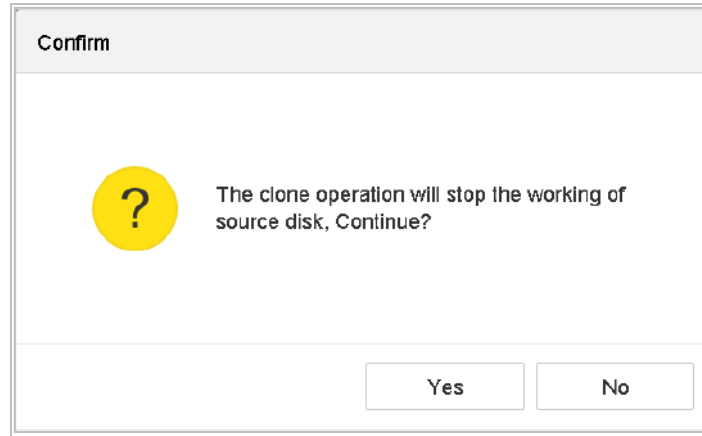 Confirm
?
The clone operation will stop the working of
source disk, Continue?
Yes
No